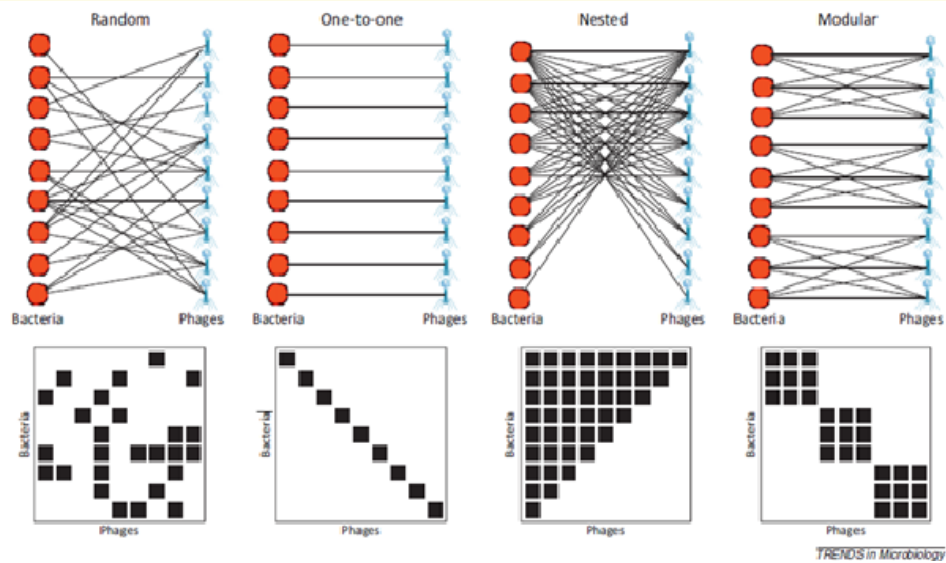 Random One-to-one Nested Modular
Bacteria Phages Bacteria Phages Bacteria Phages Bacteria Phages
Bacteria Bacteria Bacteria Bacteria
Phages Phages Phages Phages
TRENDS in Microbiology